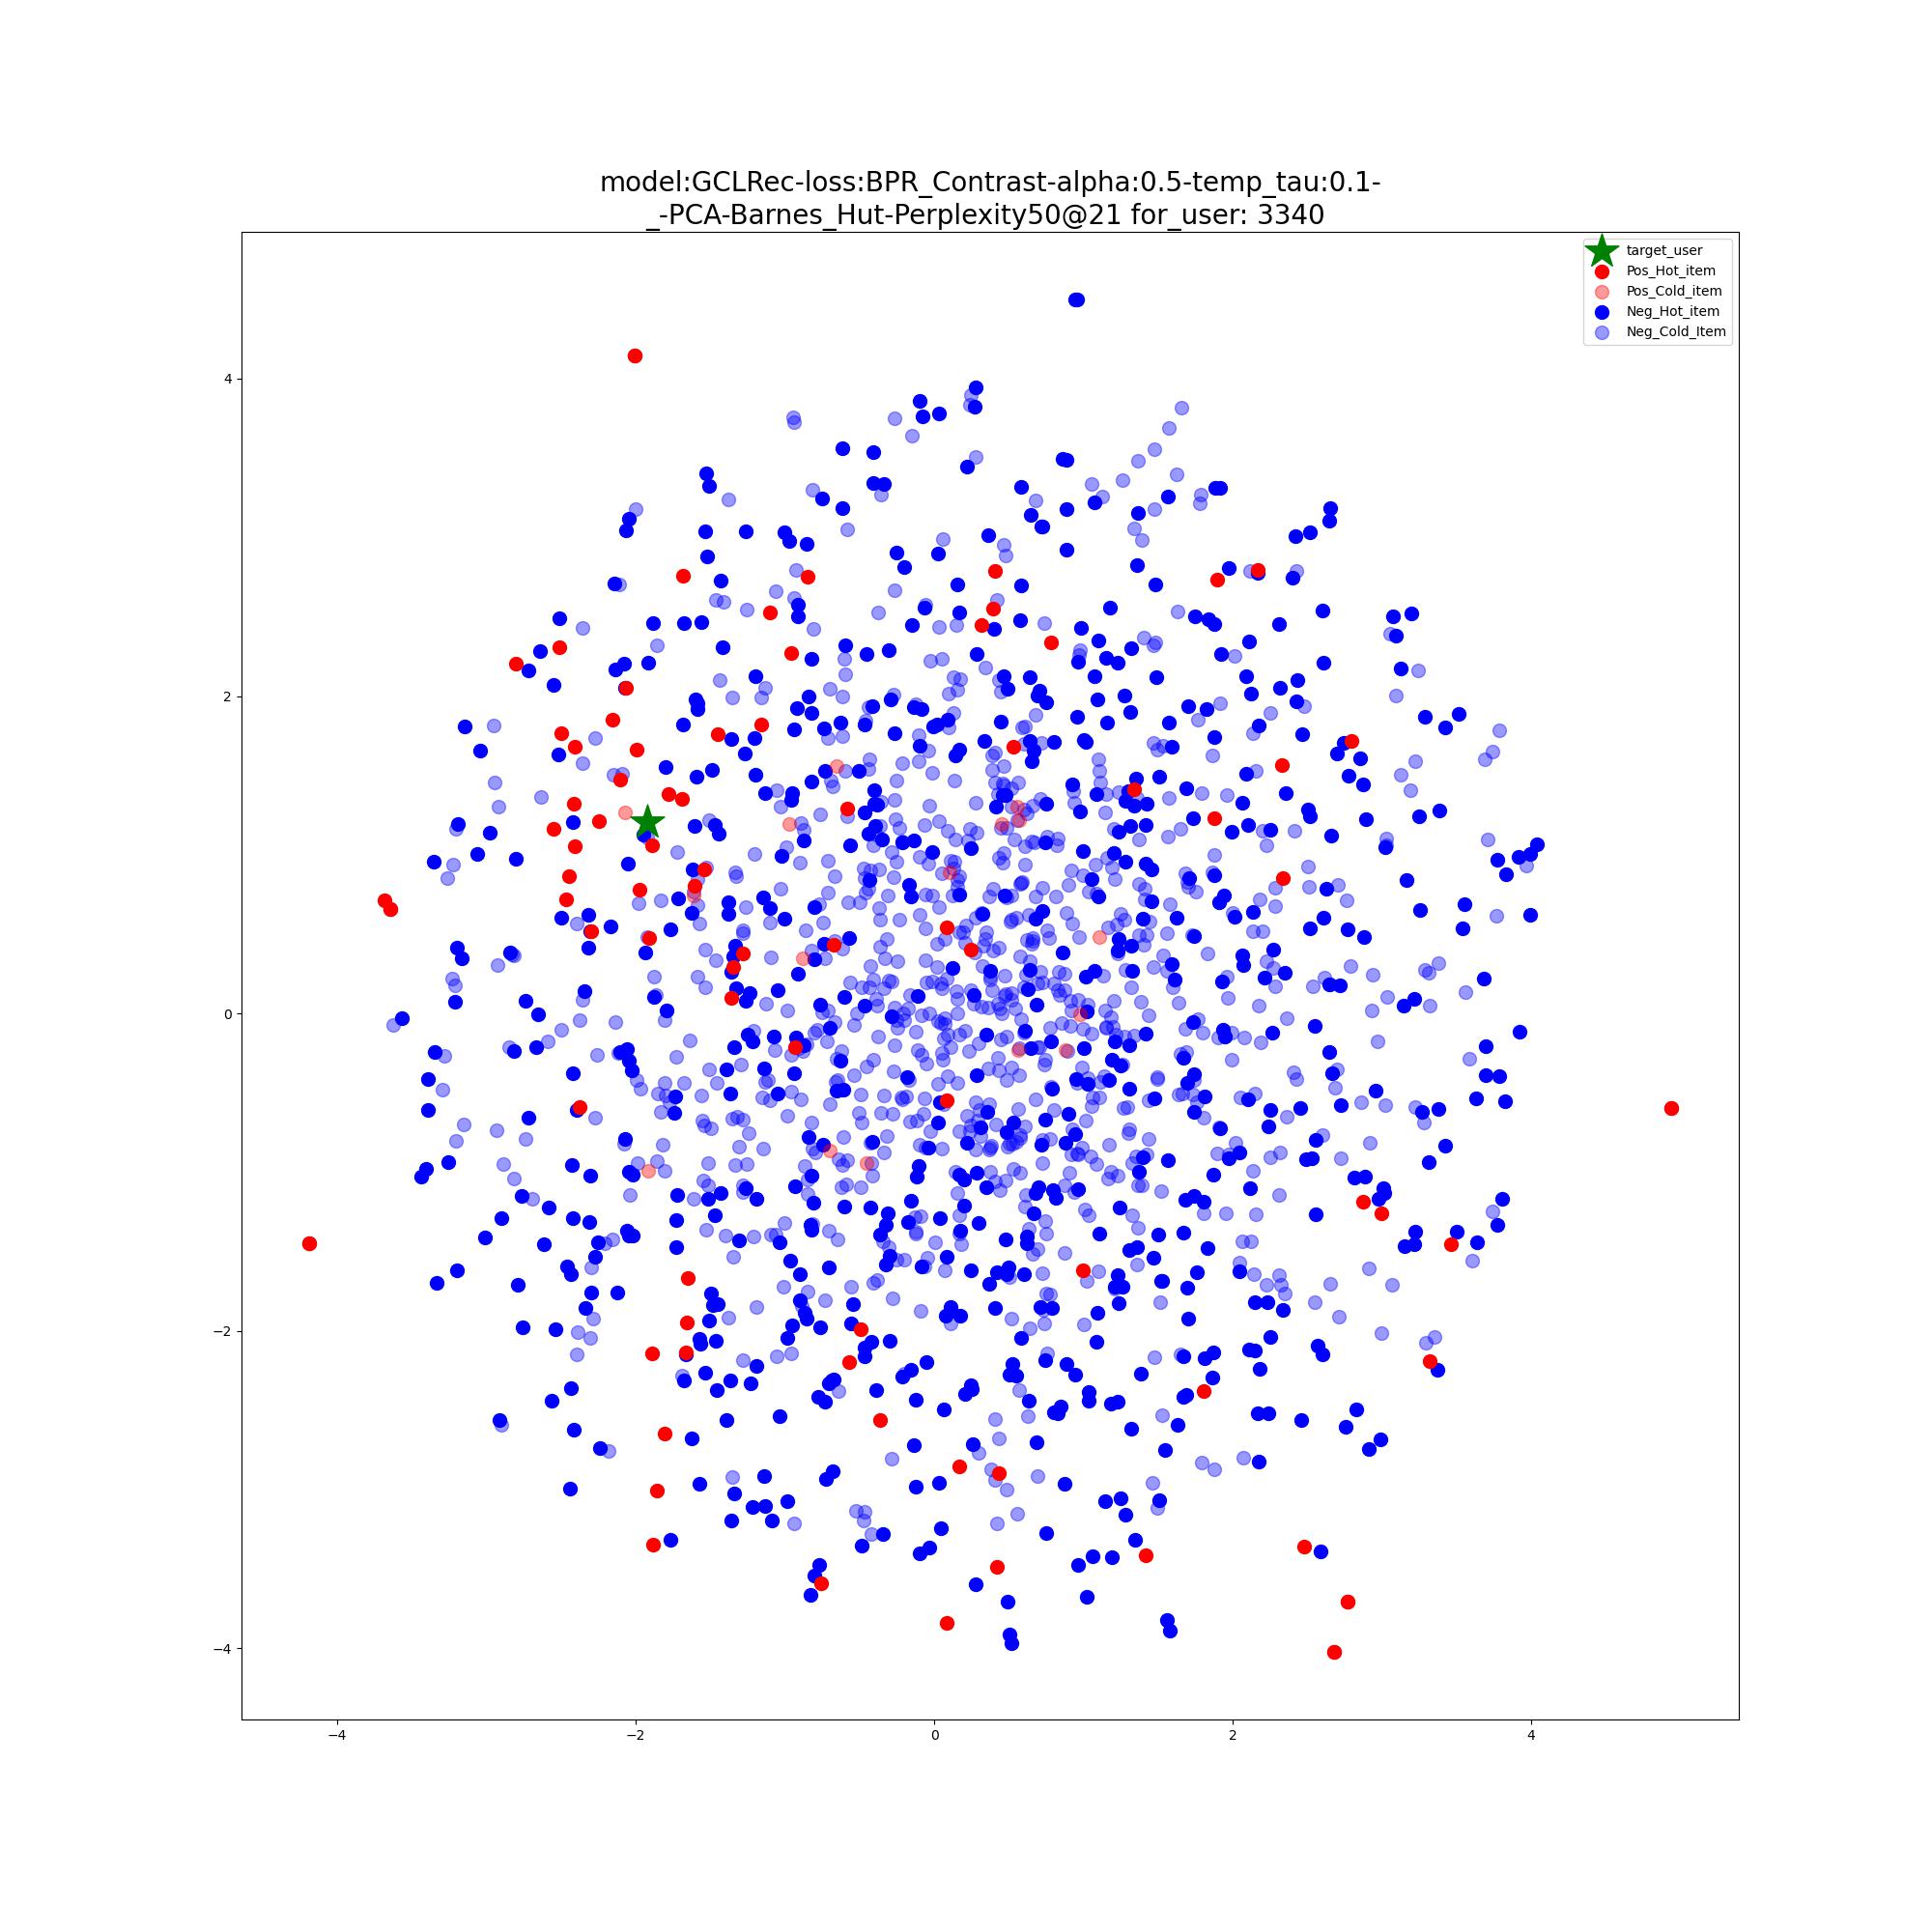 model:GCLRec-loss:BPR_Contrast-alpha:0.5-temp_tau:0.1-
_-PCA-Barnes_Hut-Perplexity50@21 for_user: 3340
target_user
Pos_Hot_item
Pos_Cold_item
Neg_Hot_item
Neg_Cold_Item
4
2
0
−2
−4
−4
−2
0
2
4